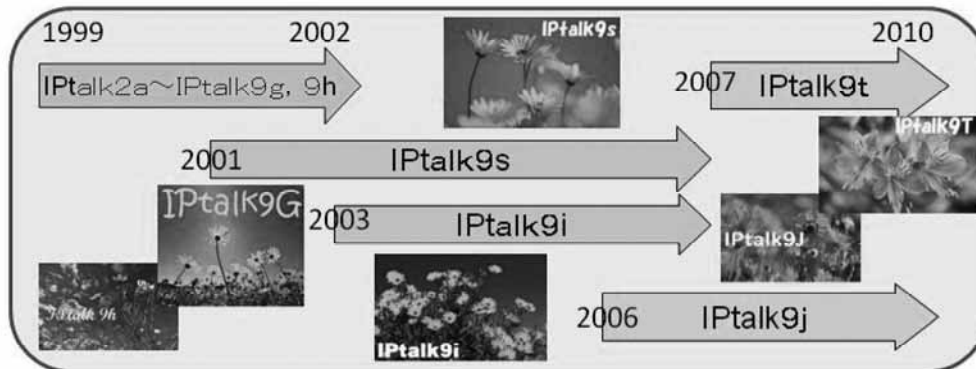 1999
2002
2010
IPtalk2a～IPtalk9g, 9h
IPtalk9s
2007
IPtalk9t
IPtalk9T
2001
IPtalk9s
IPtalk9G
2003
IPtalk9i
IPtalk9J
IPtalk 9h
IPtalk9i
2006
IPtalk9j